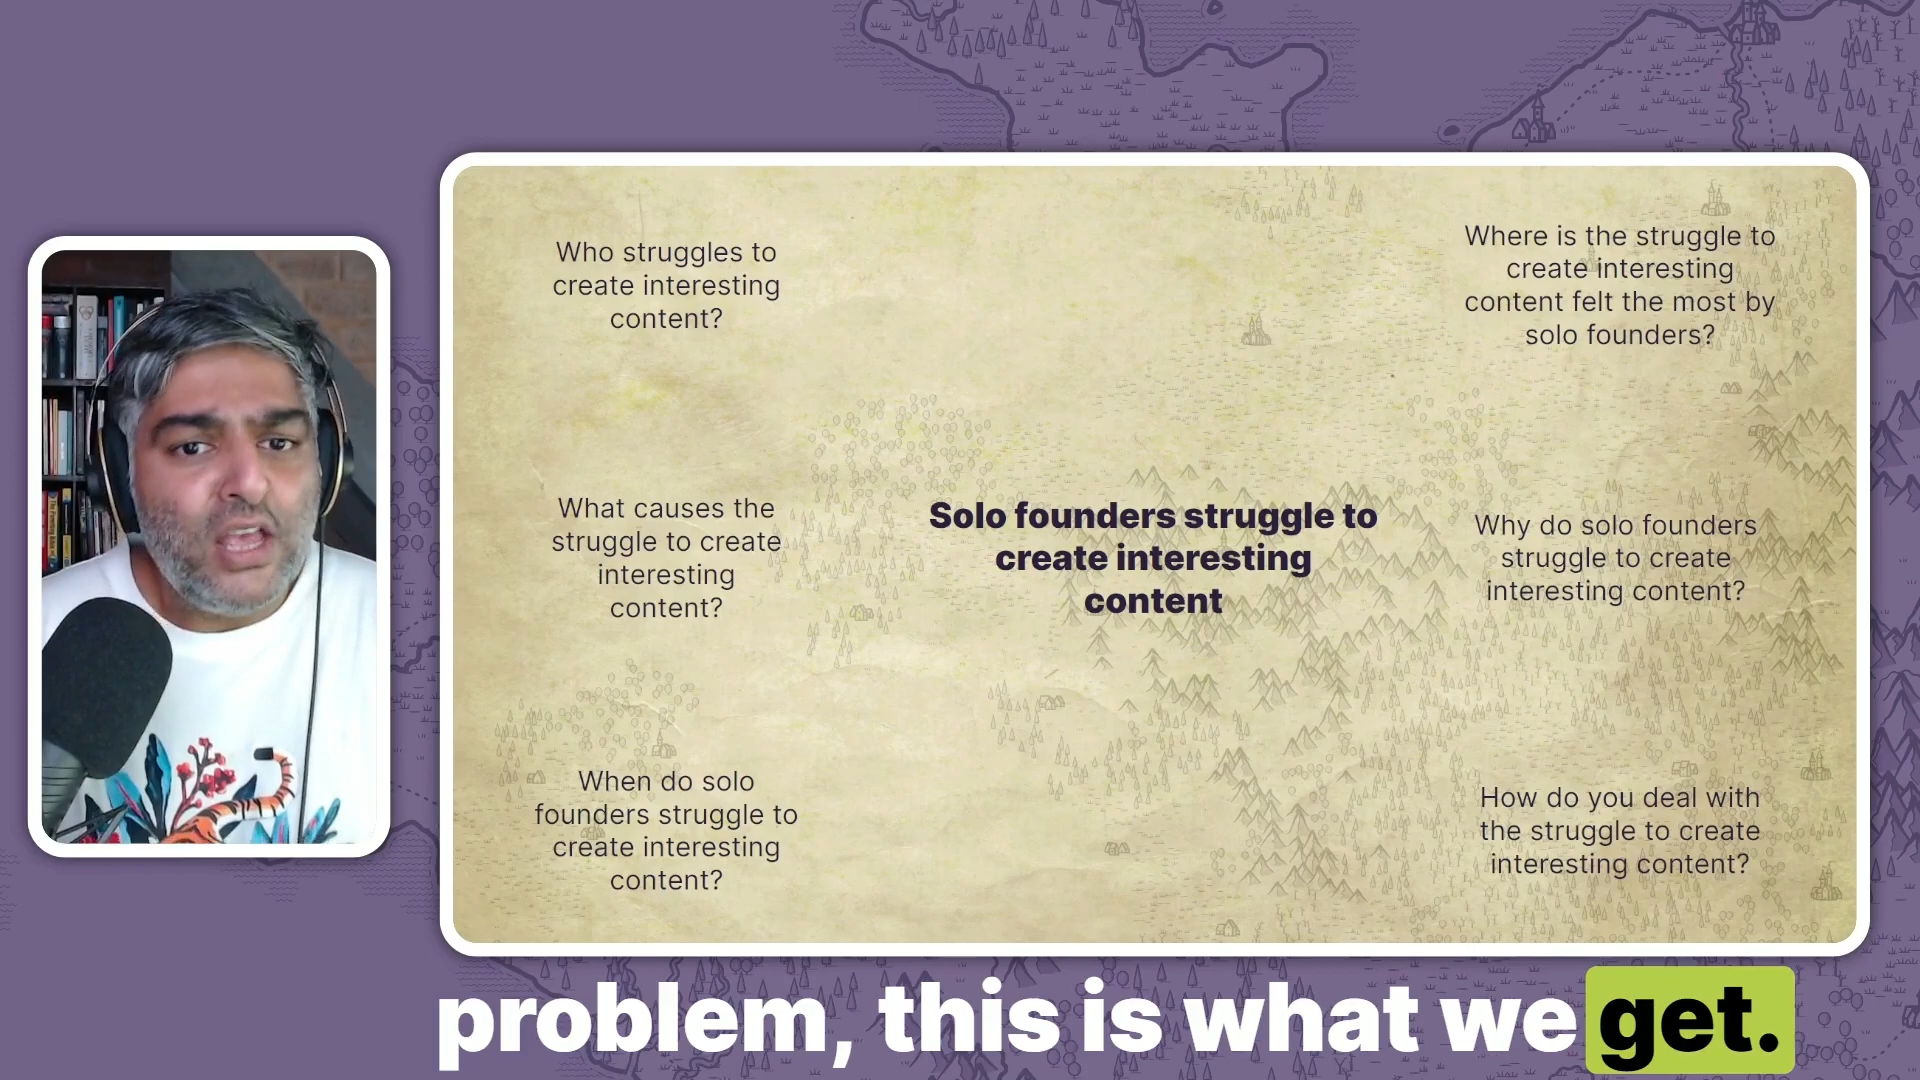 Who struggles to
create interesting
content?
Where is the struggle to
create interesting
content felt the most by
solo founders?
What causes the
struggle to create
interesting
content?
Solo founders struggle to
create interesting
content
Why do solo founders
struggle to create
interesting content?
When do solo
founders struggle to
create interesting
content?
How do you deal with
the struggle to create
interesting content?
problem, this is what we get.